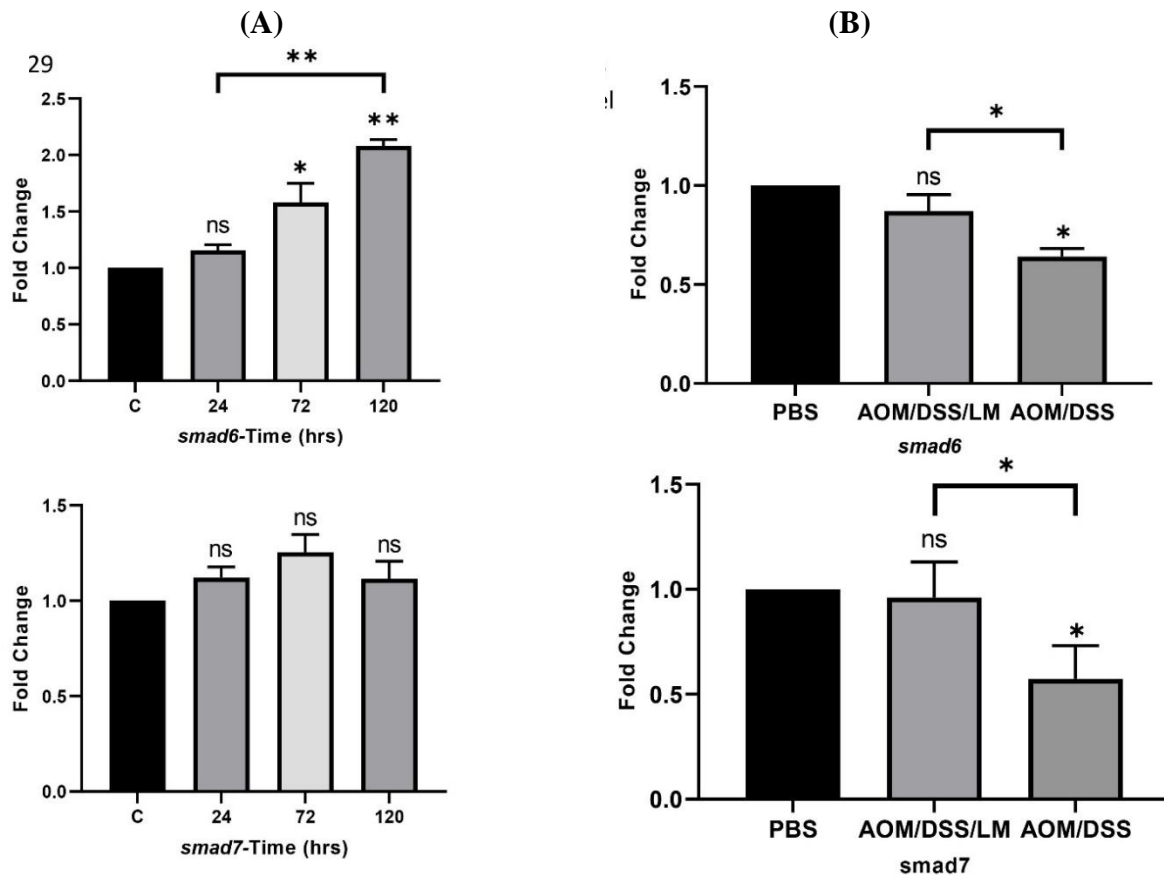 (A)
29
**
2.5
2.0
1.5
1.0
0.5
0.0
Fold Change
ns
*
**
C 24 72 120
smad6-Time (hrs)
1.5
1.0
0.5
0.0
Fold Change
ns
ns
ns
C 24 72 120
smad7-Time (hrs)
(B)
el
1.5
1.0
0.5
0.0
Fold Change
*
ns
*
PBS AOM/DSS/LM AOM/DSS
smad6
1.5
1.0
0.5
0.0
Fold Change
*
ns
*
PBS AOM/DSS/LM AOM/DSS
smad7